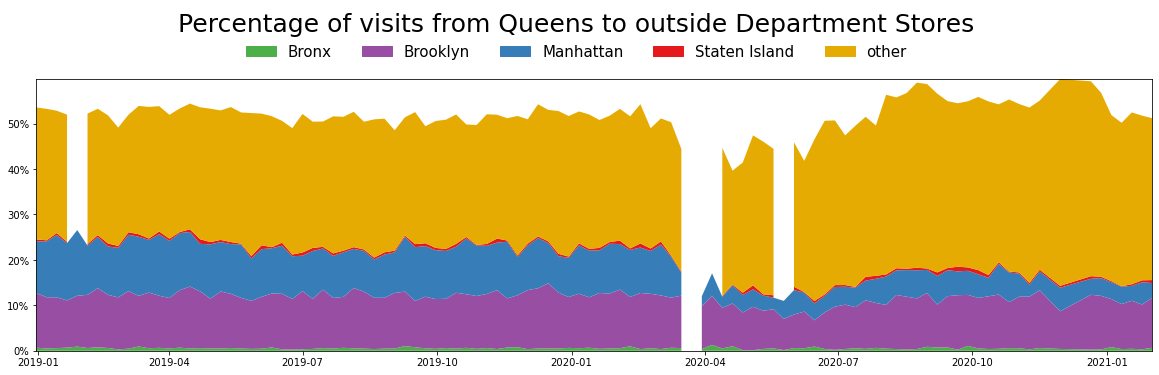 Percentage of visits from Queens to outside Department Stores
Bronx Brooklyn Manhattan Staten Island other
50%
40%
30%
20%
10%
0%
2019-01 2019-04 2019-07 2019-10 2020-01 2020-04 2020-07 2020-10 2021-01